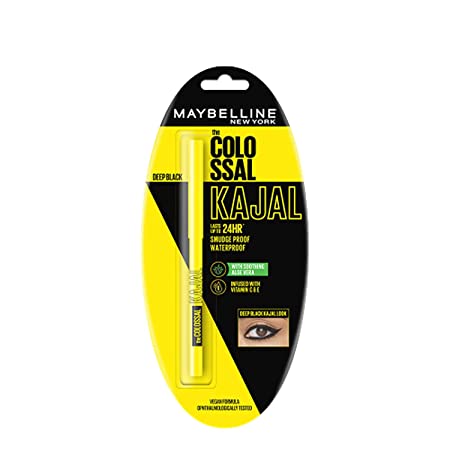 MAYBELLINE
NEW YORK
the
COLO
SSAL
KAJAL
DEEP BLACK
LASTS
UP TO 24HR*
SMUDGE PROOF
WATERPROOF
WITH SOOTHING
ALOE VERA
INFUSED WITH
VITAMIN C & E
DEEP BLACK KAJAL LOOK
the COLOSSAL KAJAL
VEGAN FORMULA
OPHTHALMOLOGICALLY TESTED